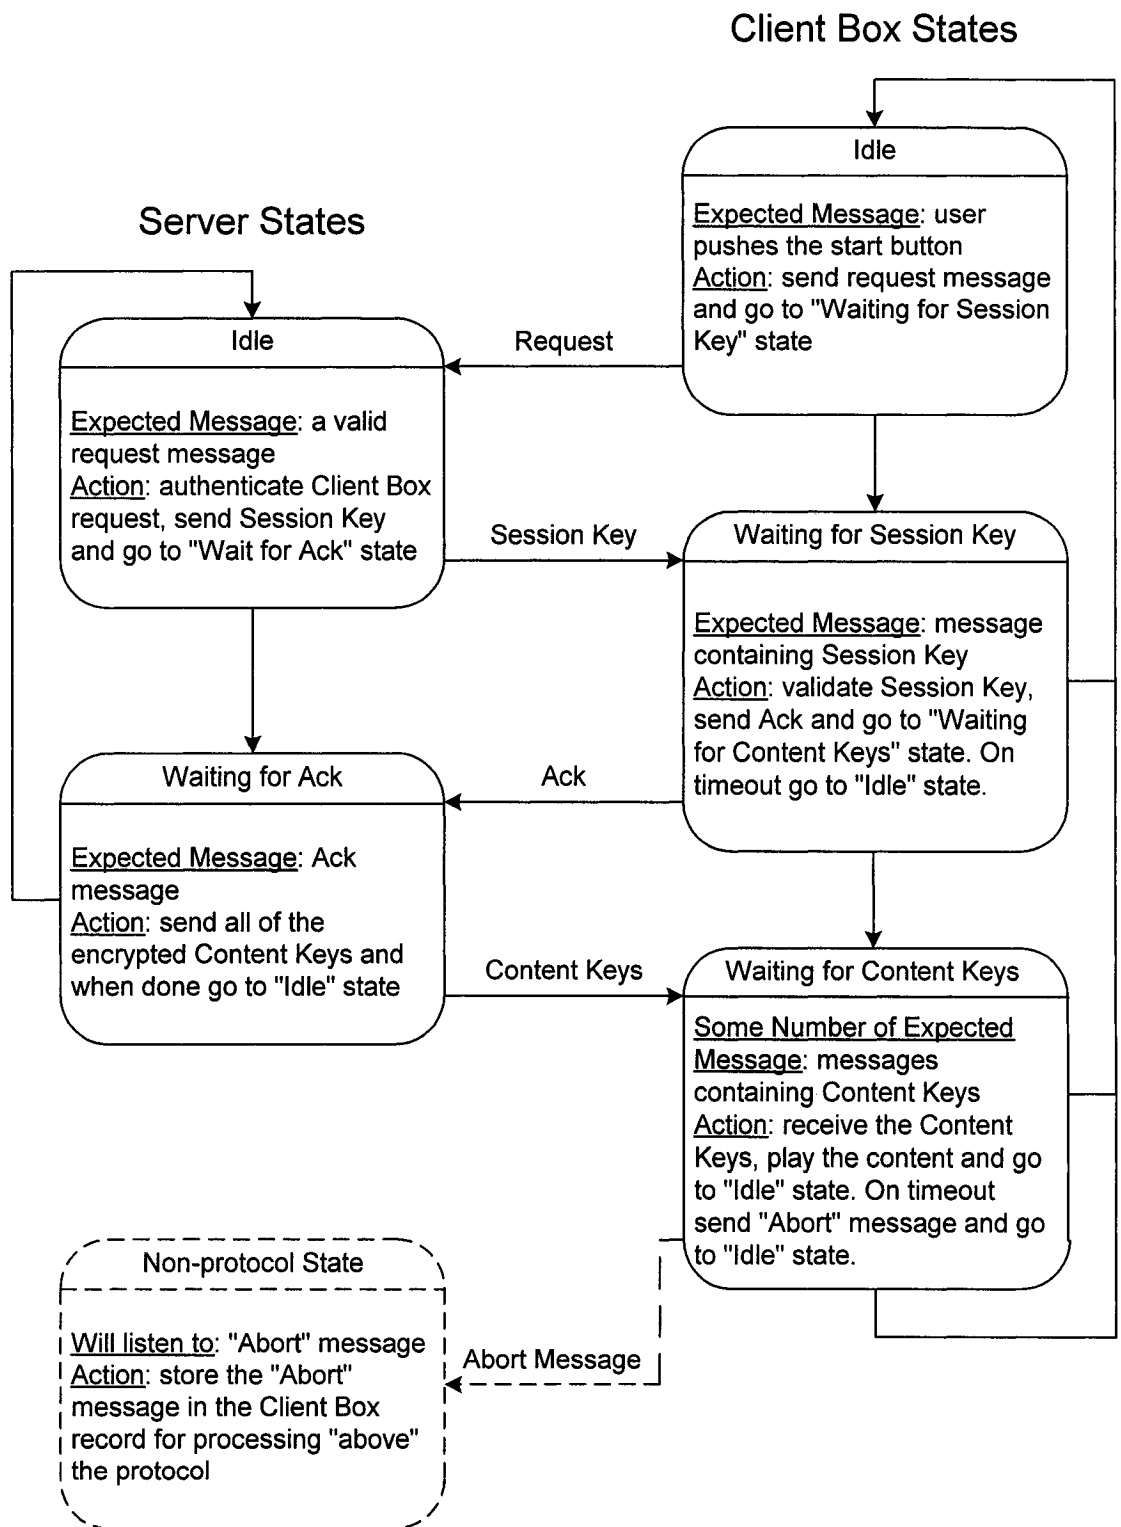 Client Box States
Idle
Expected Message: user
pushes the start button
Action: send request message
and go to "Waiting for Session
Key" state
Server States
Idle
Expected Message: a valid
request message
Action: authenticate Client Box
request, send Session Key
and go to "Wait for Ack" state
Request
Session Key
Waiting for Session Key
Expected Message: message
containing Session Key
Action: validate Session Key,
send Ack and go to "Waiting
for Content Keys" state. On
timeout go to "Idle" state.
Waiting for Ack
Expected Message: Ack
message
Action: send all of the
encrypted Content Keys and
when done go to "Idle" state
Ack
Content Keys
Waiting for Content Keys
Some Number of Expected
Message: messages
containing Content Keys
Action: receive the Content
Keys, play the content and go
to "Idle" state. On timeout
send "Abort" message and go
to "Idle" state.
Non-protocol State
Will listen to: "Abort" message
Action: store the "Abort"
message in the Client Box
record for processing "above"
the protocol
Abort Message